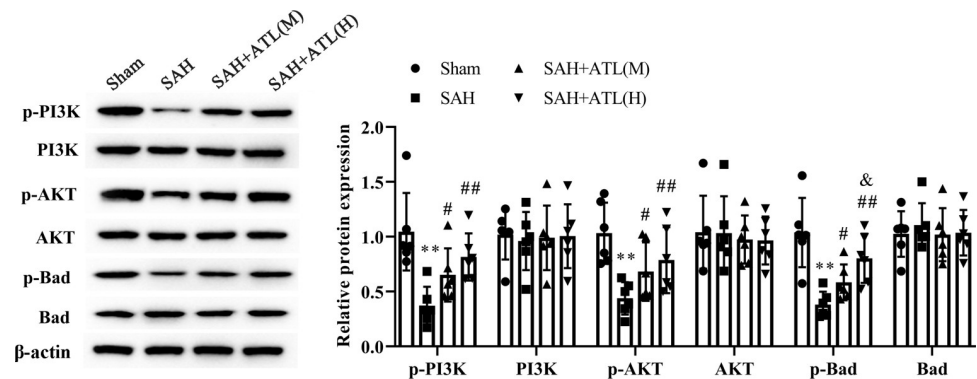 Sham
SAH
SAH+ATL(M)
SAH+ATL(H)
p-PI3K
PI3K
p-AKT
AKT
p-Bad
Bad
β-actin
Sham SAH+ATL(M)
SAH SAH+ATL(H)
Relative protein expression
2.0
1.5
1.0
0.5
0.0
** # ##
** # ##
** # & ##
p-PI3K PI3K p-AKT AKT p-Bad Bad